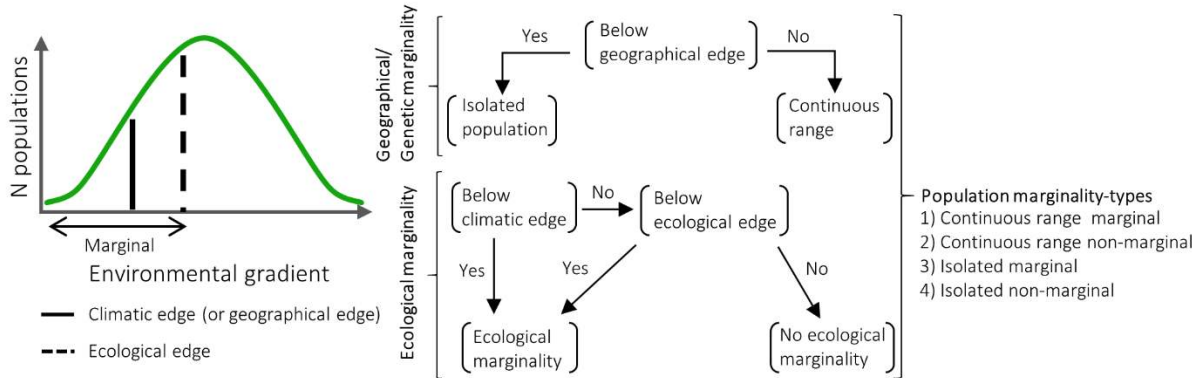 N populations
Marginal
Environmental gradient
Climatic edge (or geographical edge)
Ecological edge
Geographical/
Genetic marginality
Below
geographical edge
Yes
No
Isolated
population
Continuous
range
Ecological marginality
Below
climatic edge
No
Below
ecological edge
Yes
Yes
No
Ecological
marginality
No ecological
marginality
Population marginality-types
1) Continuous range marginal
2) Continuous range non-marginal
3) Isolated marginal
4) Isolated non-marginal